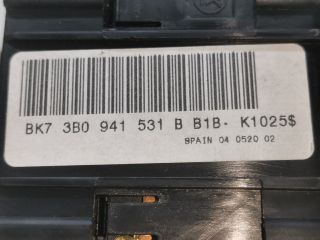 BK7 3B0 941 531 B B1B- K1025$
SPAIN 04 0520 02